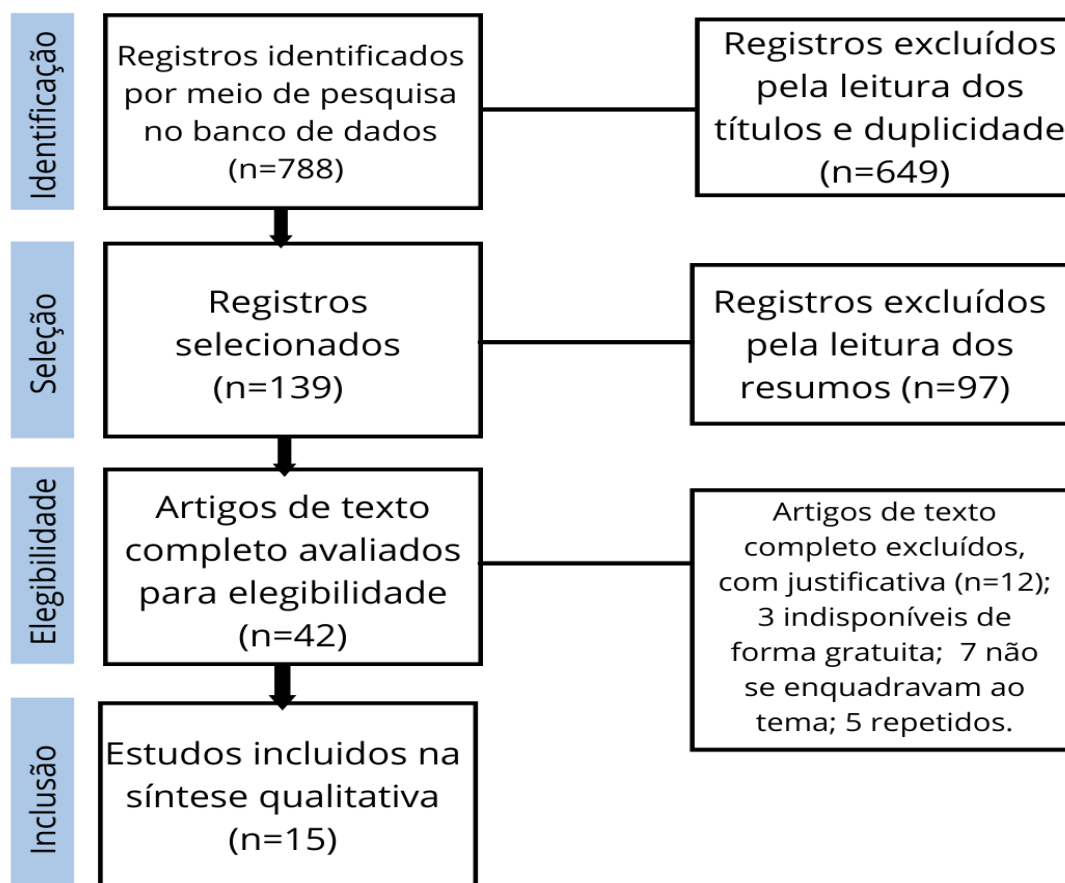 Identificação
Registros identificados
por meio de pesquisa
no banco de dados
(n=788)
Registros excluídos
pela leitura dos
títulos e duplicidade
(n=649)
Seleção
Registros
selecionados
(n=139)
Registros excluídos
pela leitura dos
resumos (n=97)
Elegibilidade
Artigos de texto
completo avaliados
para elegibilidade
(n=42)
Artigos de texto
completo excluídos,
com justificativa (n=12);
3 indisponíveis de
forma gratuita; 7 não
se enquadravam ao
tema; 5 repetidos.
Inclusão
Estudos incluidos na
síntese qualitativa
(n=15)